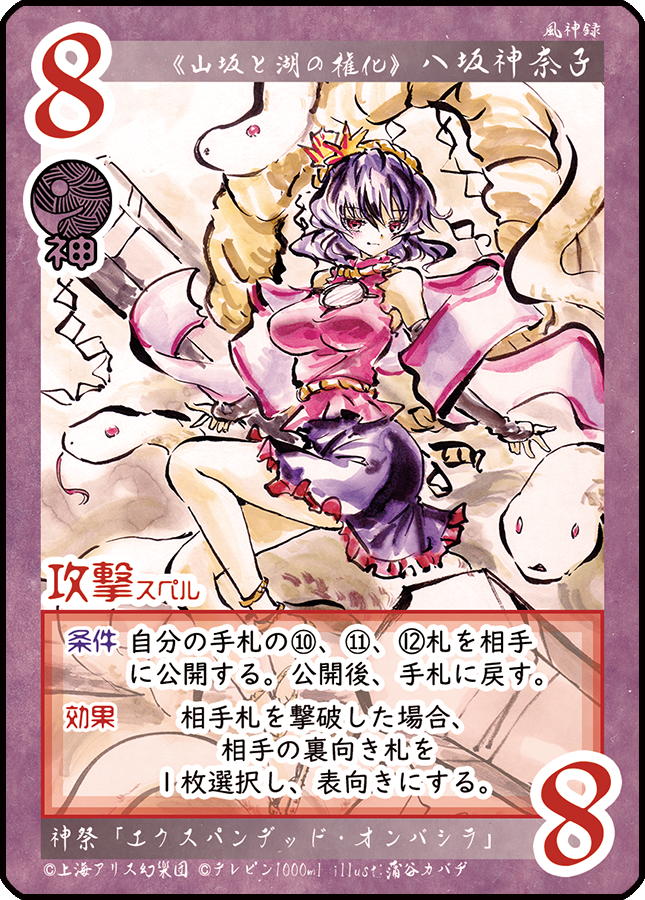 風神録
8
《山坂と湖の権化》 八坂神奈子
神
攻撃スペル
条件 自分の手札の⑩、⑪、⑫札を相手
に公開する。公開後、手札に戻す。
効果 相手札を撃破した場合、
相手の裏向き札を
1枚選択し、表向きにする。
8
神祭「エクスパンデッド・オンバシラ」
©上海アリス幻樂団 ©テレピン1000ml illust:蒲谷カバヂ